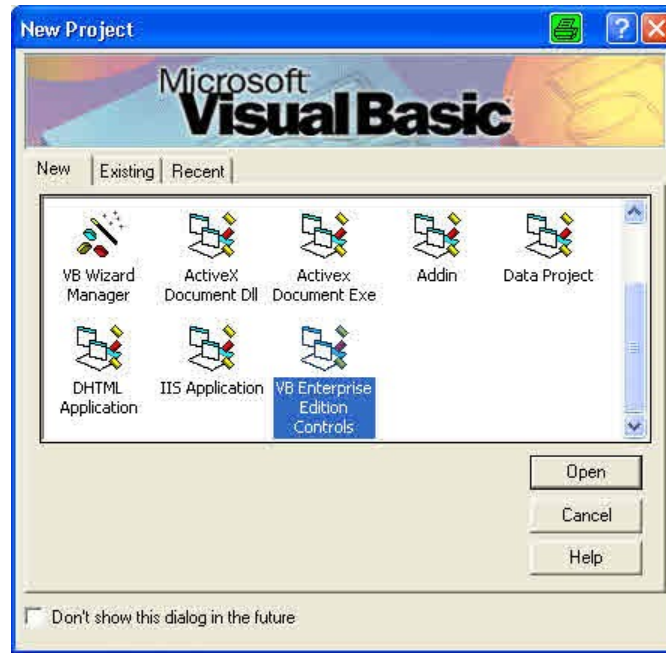 New Project
?
X
Microsoft
Visual Basic
New
Existing
Recent
VB Wizard
Manager
ActiveX
Document Dll
Activex
Document Exe
Addin
Data Project
DHTML
Application
IIS Application
VB Enterprise
Edition
Controls
Open
Cancel
Help
Don't show this dialog in the future